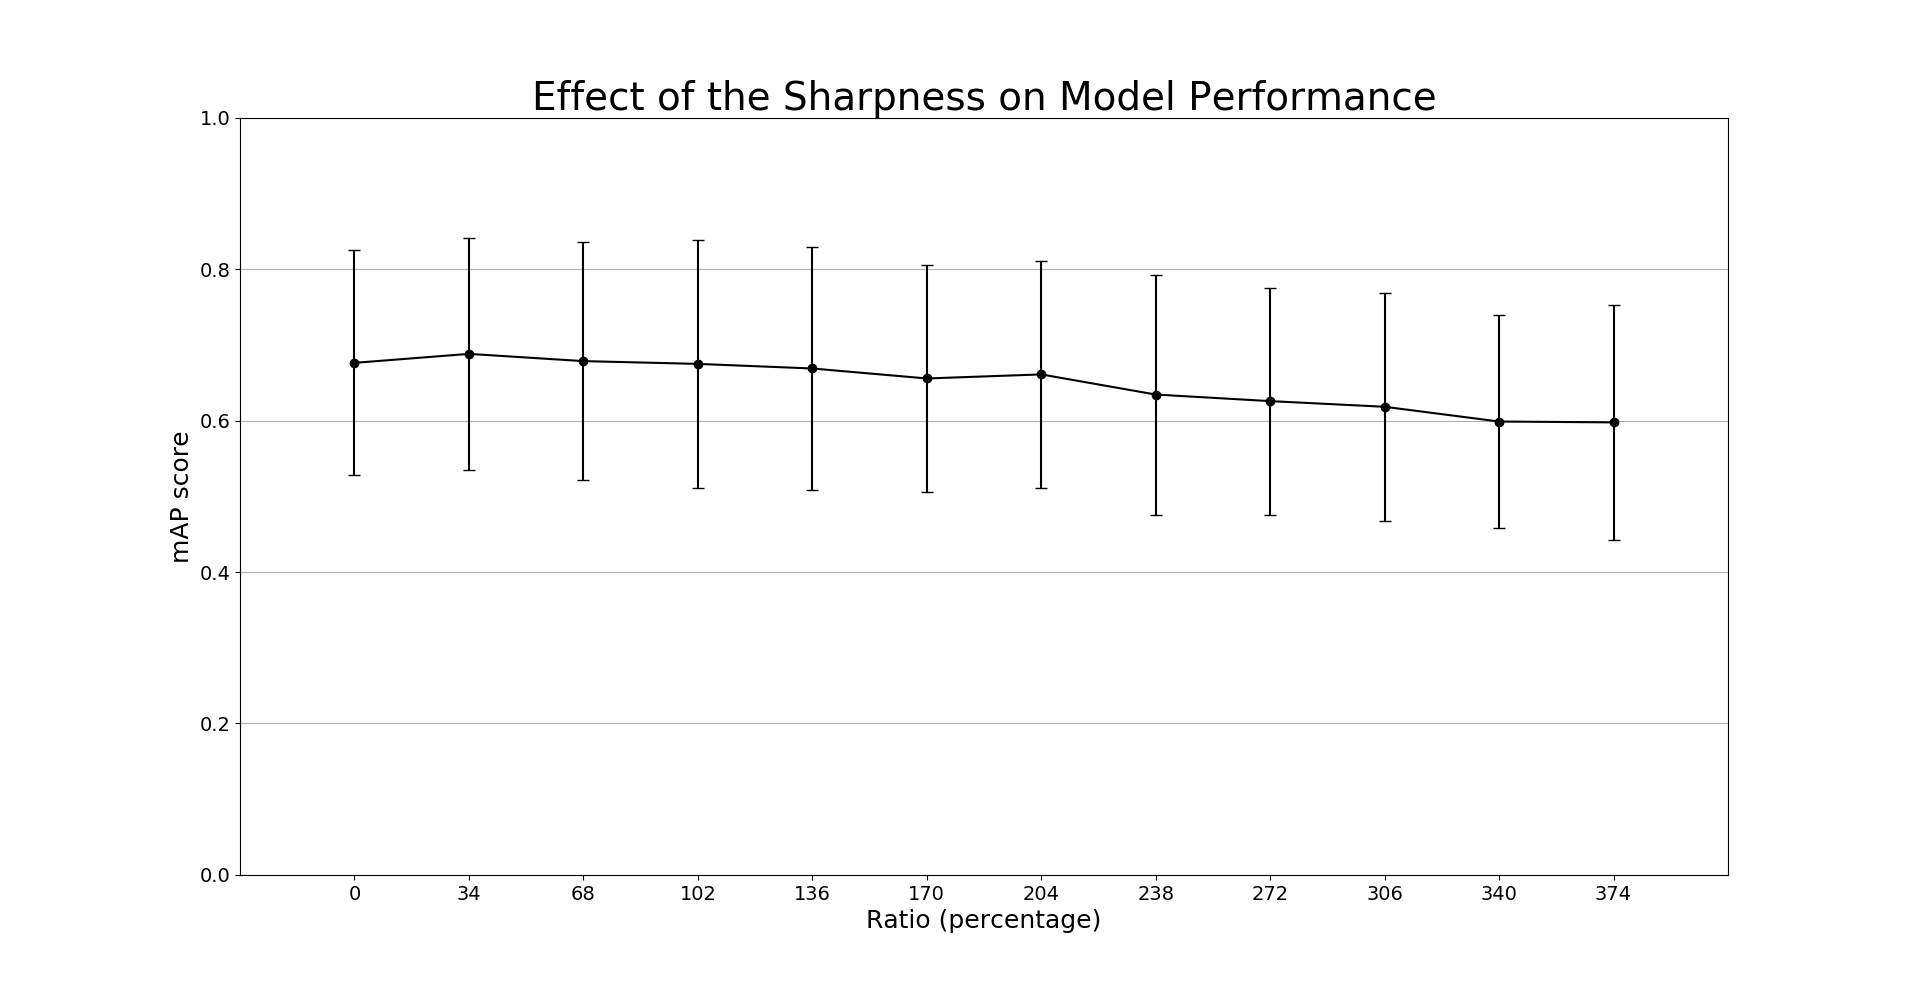 Effect of the Sharpness on Model Performance
1.0
0.8
0.6
0.4
0.2
0.0
mAP score
0 34 68 102 136 170 204 238 272 306 340 374
Ratio (percentage)